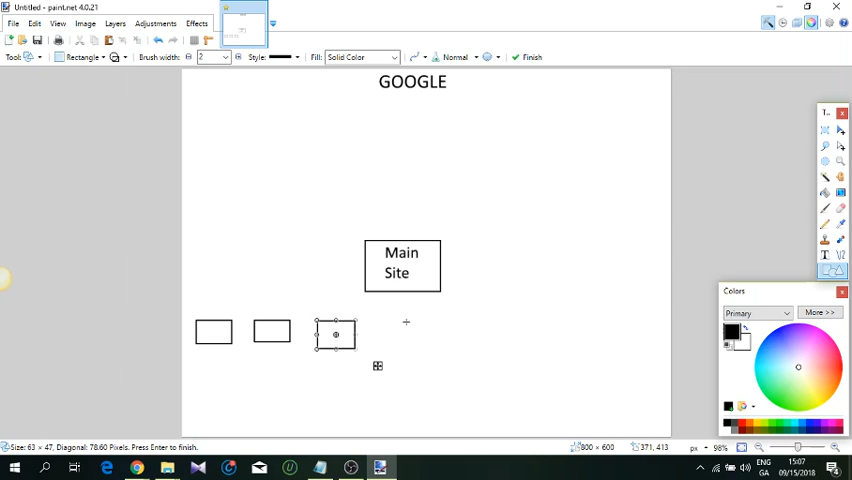 Untitled - paint.net 4.0.21
File Edit View Image Layers Adjustments Effects
Tool: Rectangle Brush width: 2 Style: Fill: Solid Color Normal Finish
GOOGLE
Main
Site
T...
Colors
Primary More >>
Size: 63 × 47, Diagonal: 78.60 Pixels. Press Enter to finish. 800 × 600 371, 413 px 98%
ENG 15:07
GA 09/15/2018 4